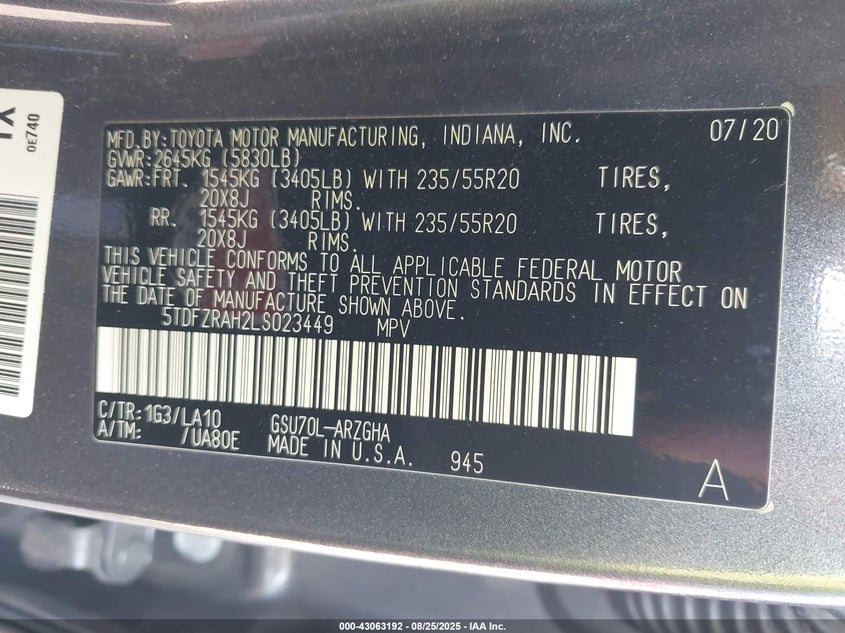 XL
0E740
MFD.BY:TOYOTA MOTOR MANUFACTURING, INDIANA, INC. 07/20
GVWR:2645KG (5830LB)
GAWR:FRT. 1545KG (3405LB) WITH 235/55R20 TIRES,
20X8J RIMS.
RR. 1545KG (3405LB) WITH 235/55R20 TIRES,
20X8J RIMS.
THIS VEHICLE CONFORMS TO ALL APPLICABLE FEDERAL MOTOR
VEHICLE SAFETY AND THEFT PREVENTION STANDARDS IN EFFECT ON
THE DATE OF MANUFACTURE SHOWN ABOVE.
5TDFZRAH2LS023449 MPV
C/TR:1G3/LA10 GSU70L-ARZGHA
A/TM: /UA80E MADE IN U.S.A. 945
A
000-43063192 - 08/25/2025 - IAA Inc.